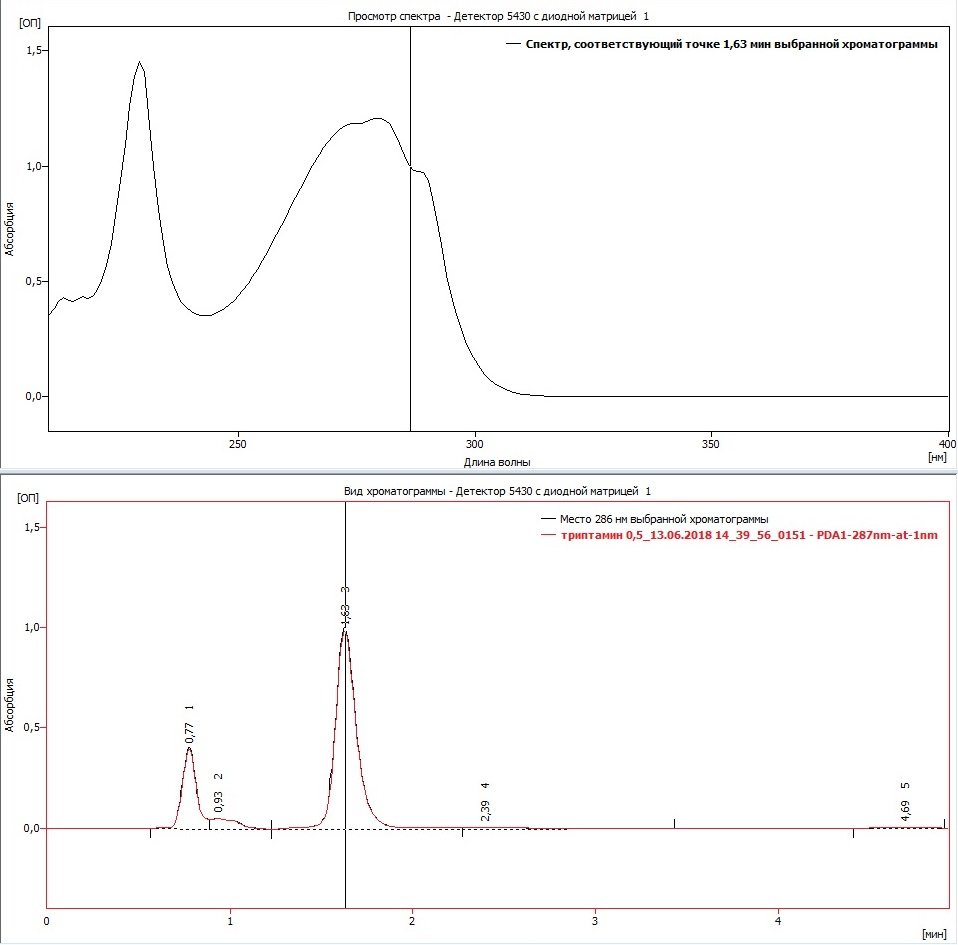 Просмотр спектра - Детектор 5430 с диодной матрицей 1
[ОП]
Спектр, соответствующий точке 1,63 мин выбранной хроматограммы
1,5
1,0
0,5
0,0
Абсорбция
250
300
350
400
Длина волны
[нм]
Вид хроматограммы - Детектор 5430 с диодной матрицей 1
[ОП]
Место 286 нм выбранной хроматограммы
триптамин 0,5_13.06.2018 14_39_56_0151 - PDA1-287nm-at-1nm
1,5
1,0
0,5
0,0
Абсорбция
0,77 1
0,93 2
1,63 3
2,39 4
4,69 5
0
1
2
3
4
[мин]